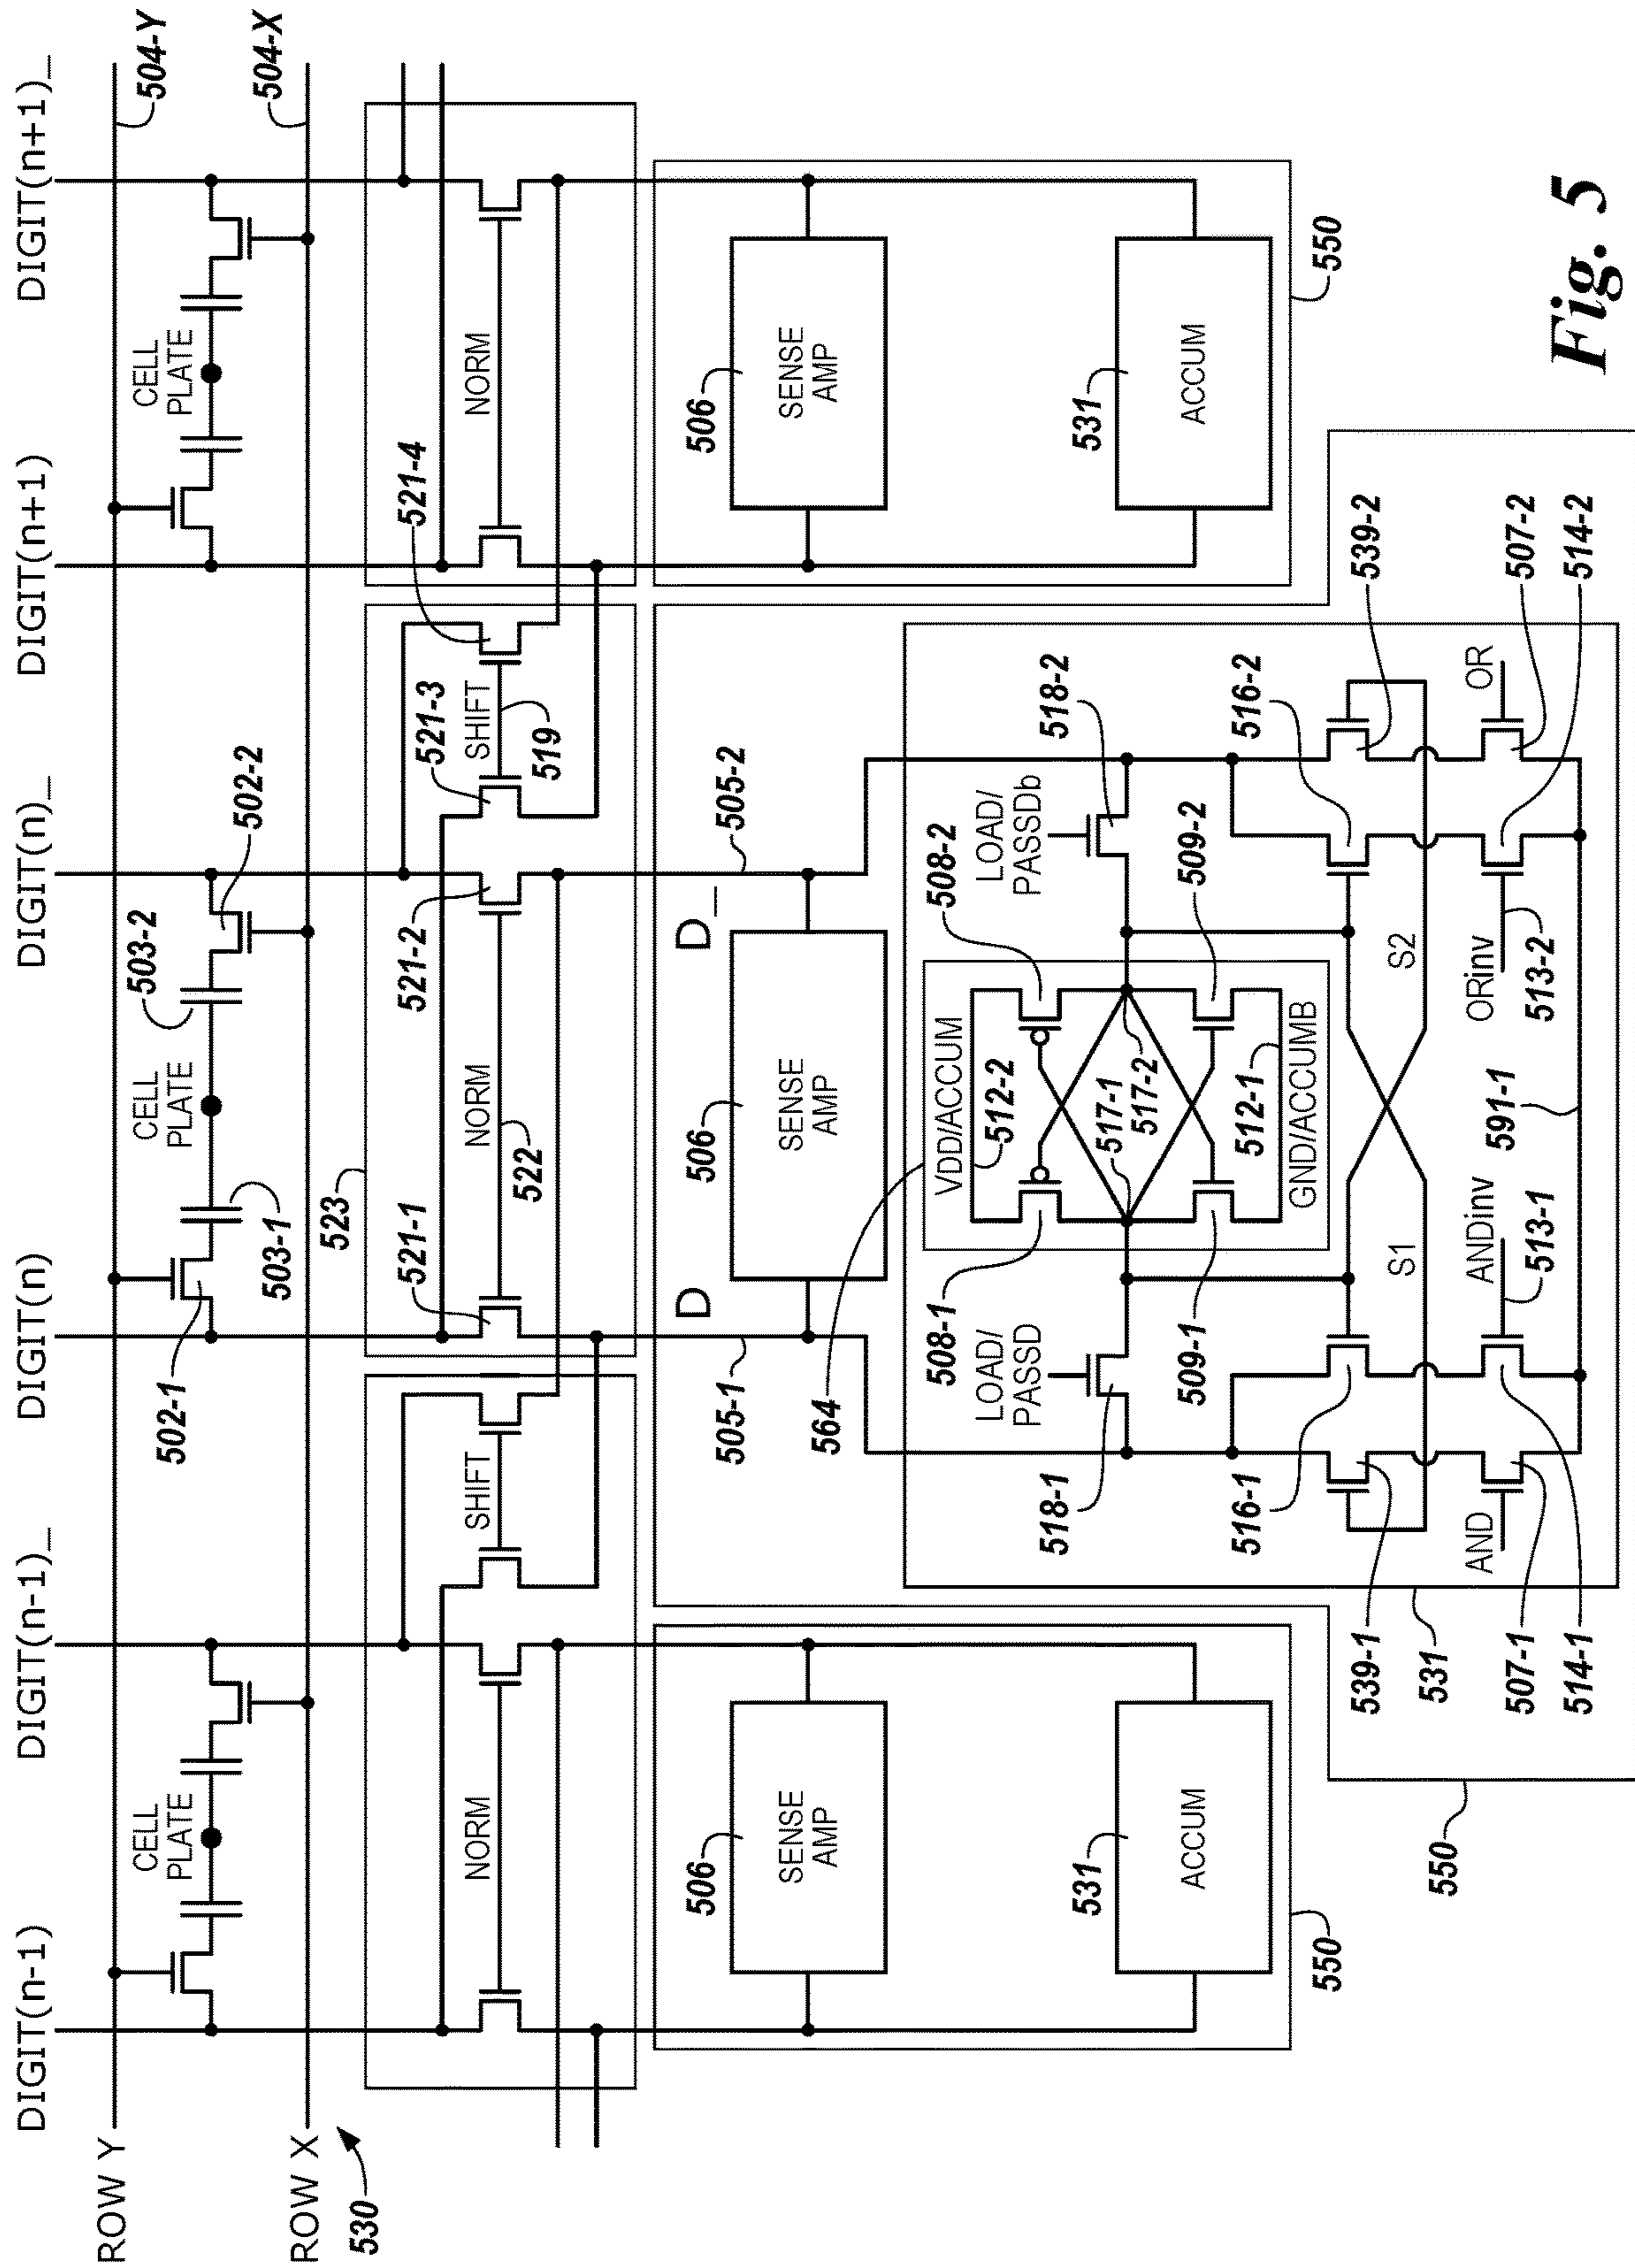 DIGIT(n-1)
DIGIT(n-1)_
DIGIT(n)
DIGIT(n)_
DIGIT(n+1)
DIGIT(n+1)_
ROW Y
504-Y
CELL
PLATE
502-1
503-1
CELL
PLATE
503-2
502-2
CELL
PLATE
504-X
ROW X
530
523
521-1
521-2
521-3
521-4
NORM
SHIFT
NORM
522
SHIFT
519
NORM
D
D_
505-1
505-2
506
SENSE
AMP
506
SENSE
AMP
506
SENSE
AMP
564
518-1
LOAD/
PASSD
508-1
VDD/ACCUM
512-2
508-2
LOAD/
PASSDb
518-2
517-1
517-2
509-1
512-1
509-2
GND/ACCUMB
531
ACCUM
531
ACCUM
550
550
516-1
516-2
539-1
S1
S2
539-2
531
550
AND
ANDinv
513-1
ORinv
513-2
OR
507-1
591-1
507-2
514-1
514-2
Fig. 5